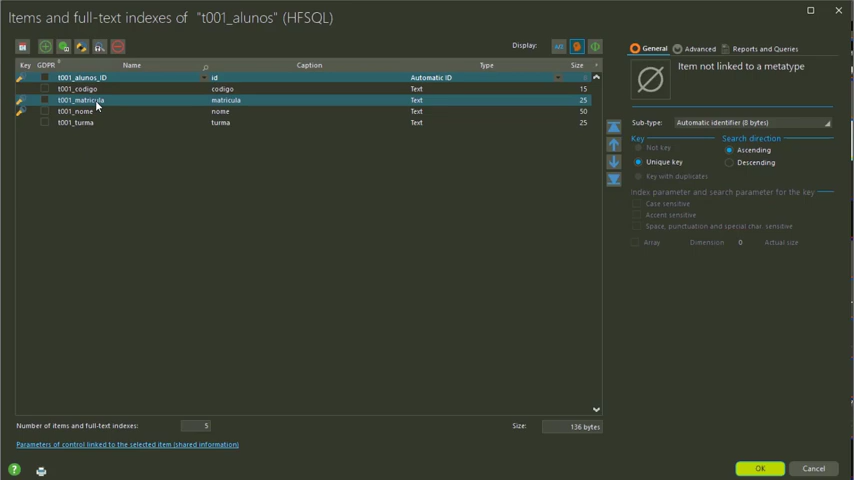 Items and full-text indexes of "t001_alunos" (HFSQL)
Display:
Key GDPR Name Caption Type Size
t001_alunos_ID id Automatic ID 8
t001_codigo codigo Text 15
t001_matricula matricula Text 25
t001_nome nome Text 50
t001_turma turma Text 25
Number of items and full-text indexes: 5
Size: 136 bytes
Parameters of control linked to the selected item (shared information)
General Advanced Reports and Queries
Item not linked to a metatype
Sub-type: Automatic identifier (8 bytes)
Key Search direction
Not key Ascending
Unique key Descending
Key with duplicates
Index parameter and search parameter for the key
Case sensitive
Accent sensitive
Space, punctuation and special char. sensitive
Array Dimension 0 Actual size
OK Cancel